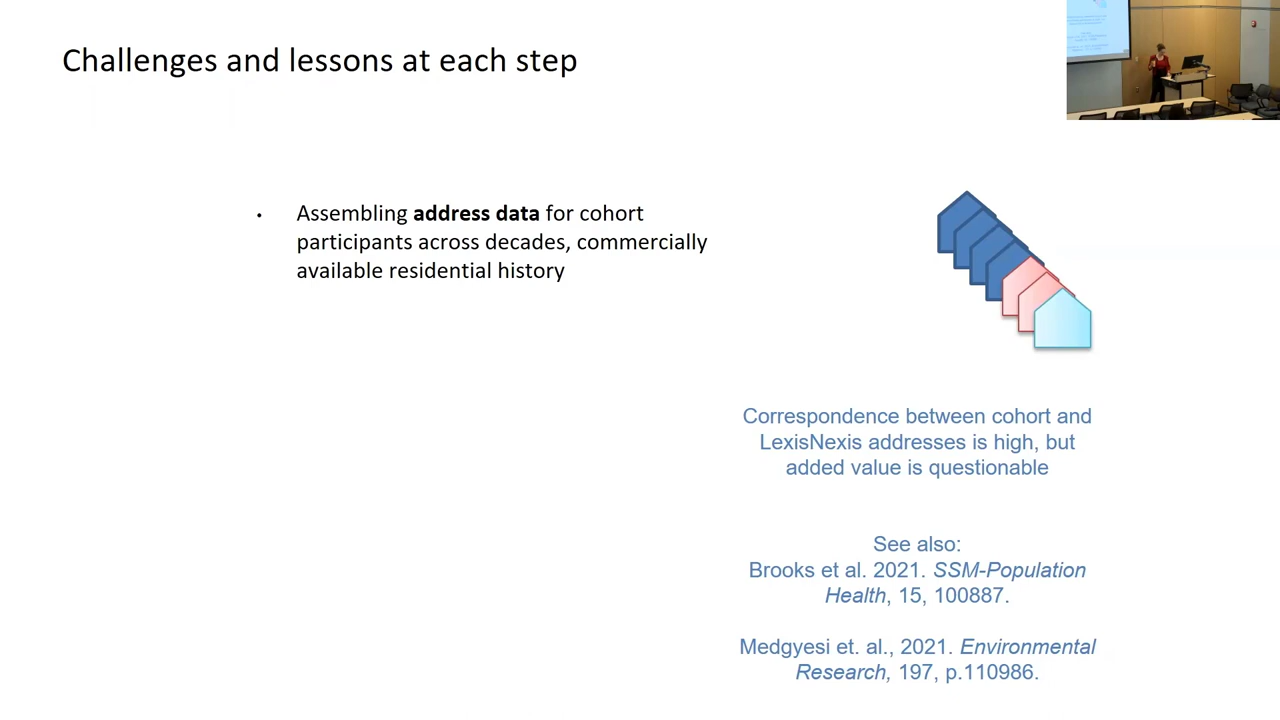 Challenges and lessons at each step
• Assembling address data for cohort
participants across decades, commercially
available residential history
Correspondence between cohort and
LexisNexis addresses is high, but
added value is questionable
See also:
Brooks et al. 2021. SSM-Population
Health, 15, 100887.
Medgyesi et. al., 2021. Environmental
Research, 197, p.110986.